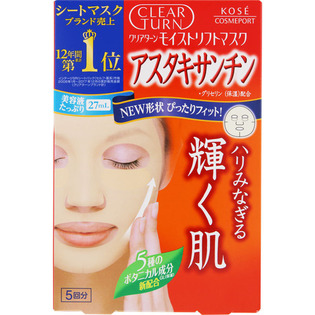 シートマスク
ブランド売上
12年間
第1位
CLEAR
TURN
KOSÉ
COSMEPORT
クリアターン モイストリフトマスク
アスタキサンチン
+グリセリン(保湿)配合
美容液
たっぷり
27mL
NEW形状 ぴったりフィット!
ハリみなぎる
輝く肌
5種の
ボタニカル成分
新配合
5回分